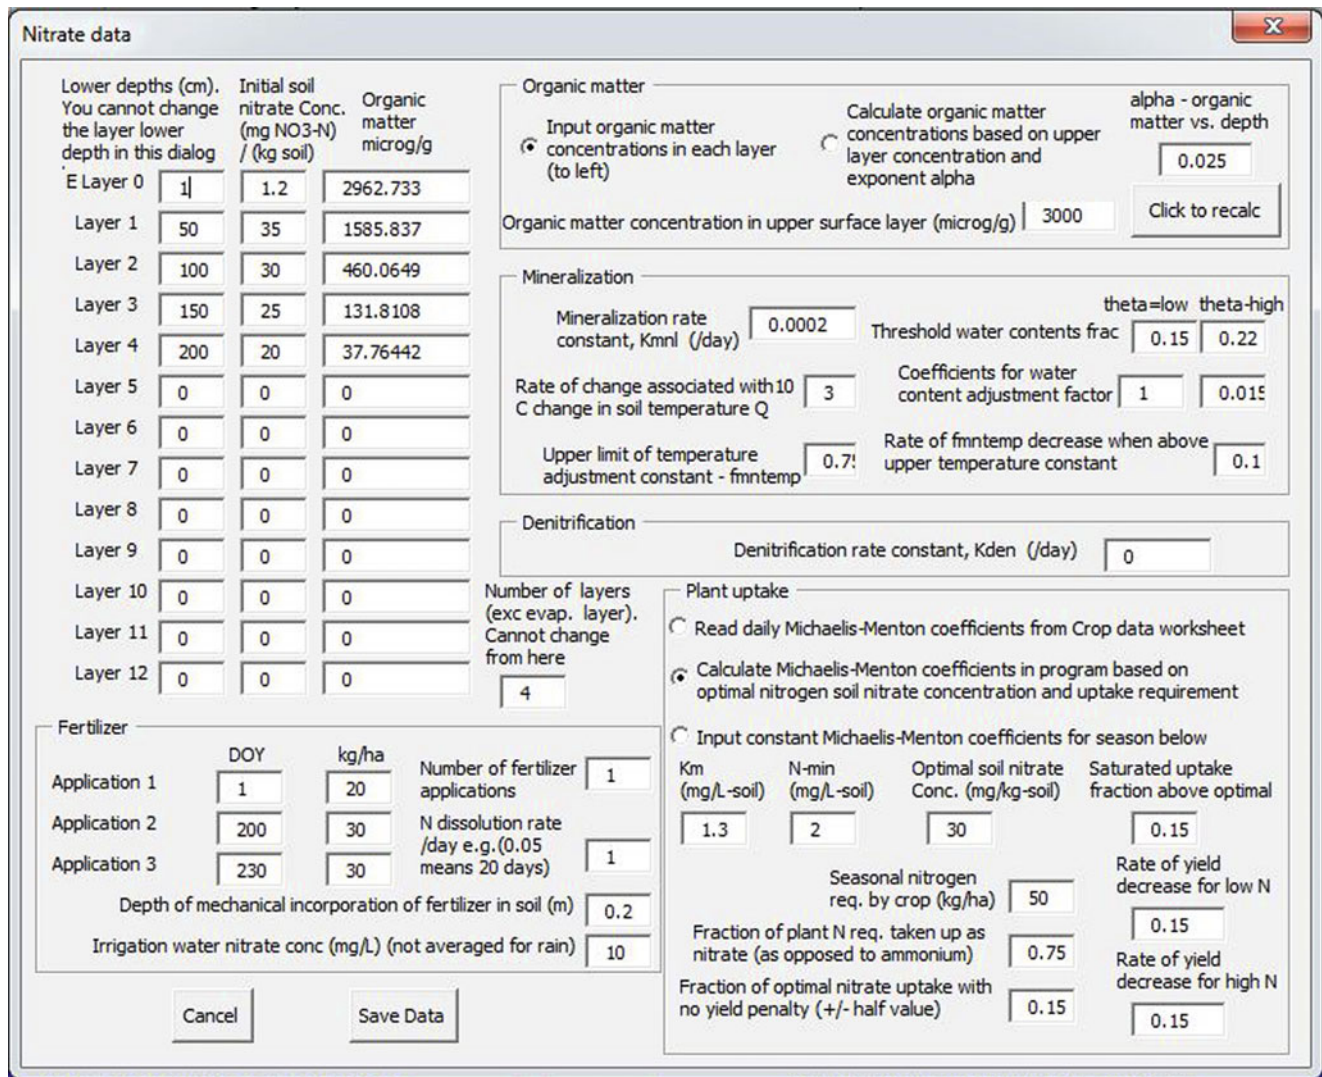 Nitrate data
Lower depths (cm).
You cannot change
the layer lower
depth in this dialog
Initial soil
nitrate Conc.
(mg NO3-N)
/ (kg soil)
Organic
matter
microg/g
E Layer 0 1 1.2 2962.733
Layer 1 50 35 1585.837
Layer 2 100 30 460.0649
Layer 3 150 25 131.8108
Layer 4 200 20 37.76442
Layer 5 0 0 0
Layer 6 0 0 0
Layer 7 0 0 0
Layer 8 0 0 0
Layer 9 0 0 0
Layer 10 0 0 0
Layer 11 0 0 0
Layer 12 0 0 0
Number of layers
(exc evap. layer).
Cannot change
from here
4
Organic matter
Input organic matter
concentrations in each layer
(to left)
Calculate organic matter
concentrations based on upper
layer concentration and
exponent alpha
alpha - organic
matter vs. depth
0.025
Organic matter concentration in upper surface layer (microg/g) 3000
Click to recalc
Mineralization
Mineralization rate
constant, Kmnl (/day)
0.0002
theta=low theta-high
Threshold water contents frac 0.15 0.22
Rate of change associated with10
C change in soil temperature Q
3
Coefficients for water
content adjustment factor
1 0.015
Upper limit of temperature
adjustment constant - fmntemp
0.7
Rate of fmntemp decrease when above
upper temperature constant
0.1
Denitrification
Denitrification rate constant, Kden (/day) 0
Plant uptake
Read daily Michaelis-Menton coefficients from Crop data worksheet
Calculate Michaelis-Menton coefficients in program based on
optimal nitrogen soil nitrate concentration and uptake requirement
Input constant Michaelis-Menton coefficients for season below
Km
(mg/L-soil)
1.3
N-min
(mg/L-soil)
2
Optimal soil nitrate
Conc. (mg/kg-soil)
30
Saturated uptake
fraction above optimal
0.15
Seasonal nitrogen
req. by crop (kg/ha)
50
Rate of yield
decrease for low N
0.15
Fraction of plant N req. taken up as
nitrate (as opposed to ammonium)
0.75
Rate of yield
decrease for high N
0.15
Fraction of optimal nitrate uptake with
no yield penalty (+/- half value)
0.15
Fertilizer
DOY kg/ha
Application 1 1 20
Application 2 200 30
Application 3 230 30
Number of fertilizer
applications
1
N dissolution rate
/day e.g.(0.05
means 20 days)
1
Depth of mechanical incorporation of fertilizer in soil (m) 0.2
Irrigation water nitrate conc (mg/L) (not averaged for rain) 10
Cancel
Save Data